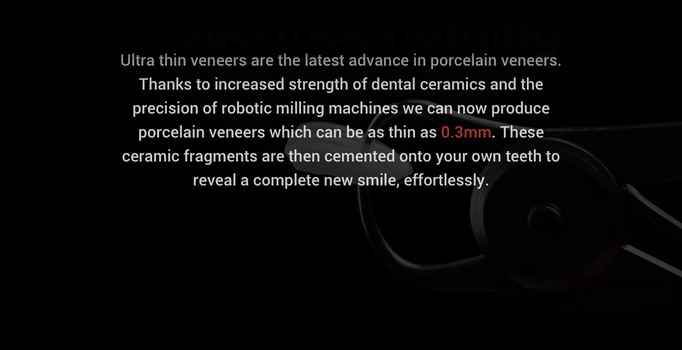 Ultra thin veneers are the latest advance in porcelain veneers.
Thanks to increased strength of dental ceramics and the
precision of robotic milling machines we can now produce
porcelain veneers which can be as thin as 0.3mm. These
ceramic fragments are then cemented onto your own teeth to
reveal a complete new smile, effortlessly.